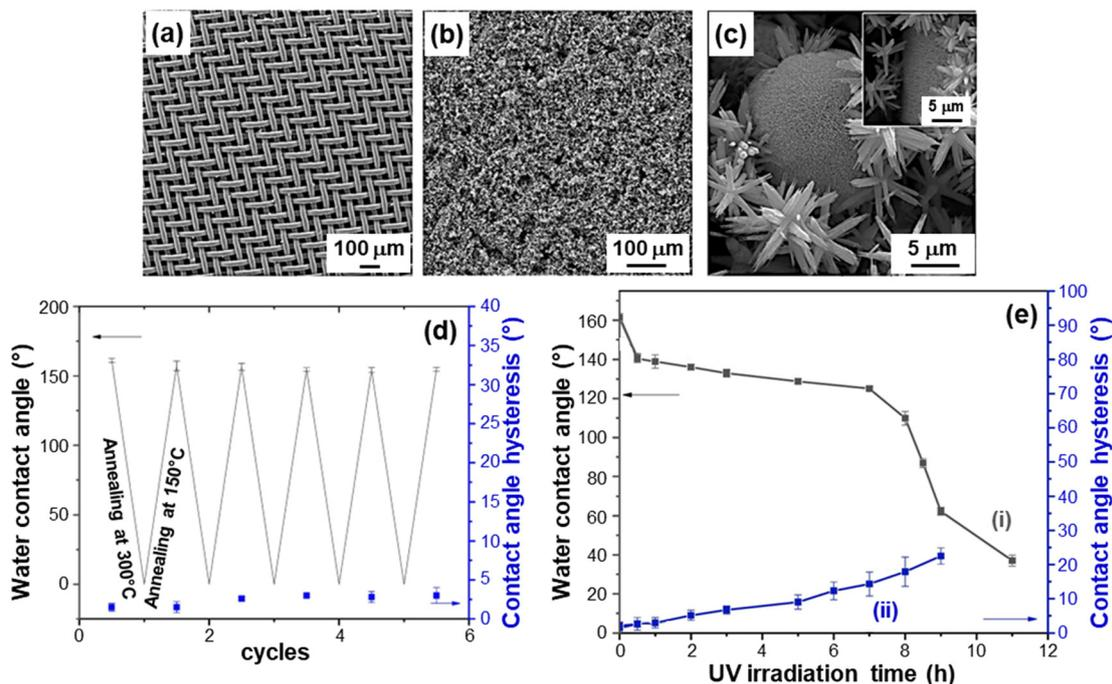 (a)
100 μm
(b)
100 μm
(c)
5 μm
5 μm
(d)
Water contact angle (°)
200
150
100
50
0
Annealing at 300°C
Annealing at 150°C
0
2
4
6
cycles
40
35
30
25
20
15
10
5
0
Contact angle hysteresis (°)
(e)
Water contact angle (°)
160
140
120
100
80
60
40
20
0
(i)
(ii)
0
2
4
6
8
10
12
UV irradiation time (h)
100
90
80
70
60
50
40
30
20
10
0
Contact angle hysteresis (°)